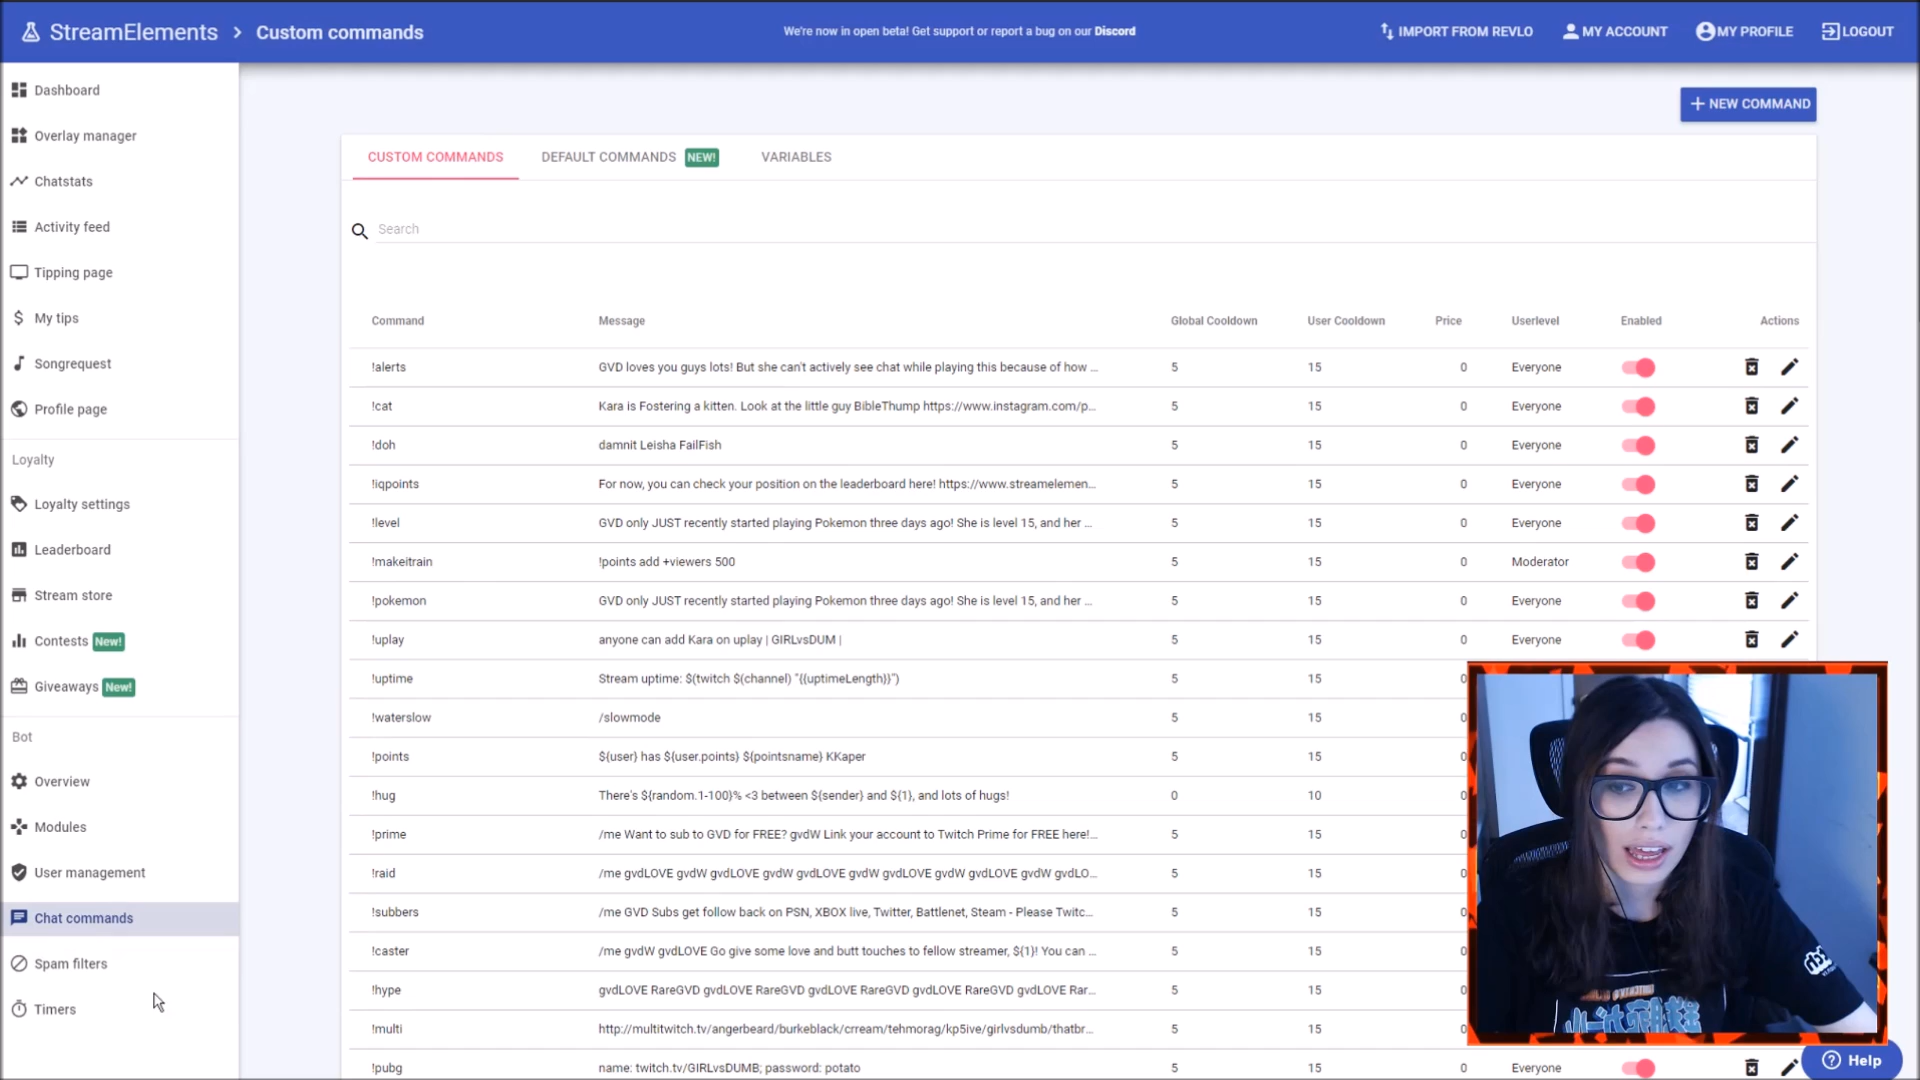 StreamElements > Custom commands
We're now in open beta! Get support or report a bug on our Discord
IMPORT FROM REVLO
MY ACCOUNT
MY PROFILE
LOGOUT
Dashboard
Overlay manager
Chatstats
Activity feed
Tipping page
My tips
Songrequest
Profile page
Loyalty
Loyalty settings
Leaderboard
Stream store
Contests New!
Giveaways New!
Bot
Overview
Modules
User management
Chat commands
Spam filters
Timers
+ NEW COMMAND
CUSTOM COMMANDS DEFAULT COMMANDS NEW! VARIABLES
Search
Command Message Global Cooldown User Cooldown Price Userlevel Enabled Actions
!alerts GVD loves you guys lots! But she can't actively see chat while playing this because of how ... 5 15 0 Everyone
!cat Kara is Fostering a kitten. Look at the little guy BibleThump https://www.instagram.com/p... 5 15 0 Everyone
!doh damnit Leisha FailFish 5 15 0 Everyone
!iqpoints For now, you can check your position on the leaderboard here! https://www.streamelemen... 5 15 0 Everyone
!level GVD only JUST recently started playing Pokemon three days ago! She is level 15, and her ... 5 15 0 Everyone
!makeitrain !points add +viewers 500 5 15 0 Moderator
!pokemon GVD only JUST recently started playing Pokemon three days ago! She is level 15, and her ... 5 15 0 Everyone
!uplay anyone can add Kara on uplay | GIRLvsDUM | 5 15 0 Everyone
!uptime Stream uptime: $(twitch $(channel) "{{uptimeLength}}") 5 15 0
!waterslow /slowmode 5 15 0
!points ${user} has ${user.points} ${pointsname} KKaper 5 15 0
!hug There's ${random.1-100}% <3 between ${sender} and ${1}, and lots of hugs! 0 10 0
!prime /me Want to sub to GVD for FREE? gvdW Link your account to Twitch Prime for FREE here!... 5 15 0
!raid /me gvdLOVE gvdW gvdLOVE gvdW gvdLOVE gvdW gvdLOVE gvdW gvdLOVE gvdW gvdLO... 5 15 0
!subbers /me GVD Subs get follow back on PSN, XBOX live, Twitter, Battlenet, Steam - Please Twitc... 5 15 0
!caster /me gvdW gvdLOVE Go give some love and butt touches to fellow streamer, ${1}! You can ... 5 15 0
!hype gvdLOVE RareGVD gvdLOVE RareGVD gvdLOVE RareGVD gvdLOVE RareGVD gvdLOVE Rar... 5 15 0
!multi http://multitwitch.tv/angerbeard/burkeblack/crream/tehmorag/kp5ive/girlvsdumb/thatbr... 5 15 0
!pubg name: twitch.tv/GIRLvsDUMB; password: potato 5 15 0 Everyone
Help